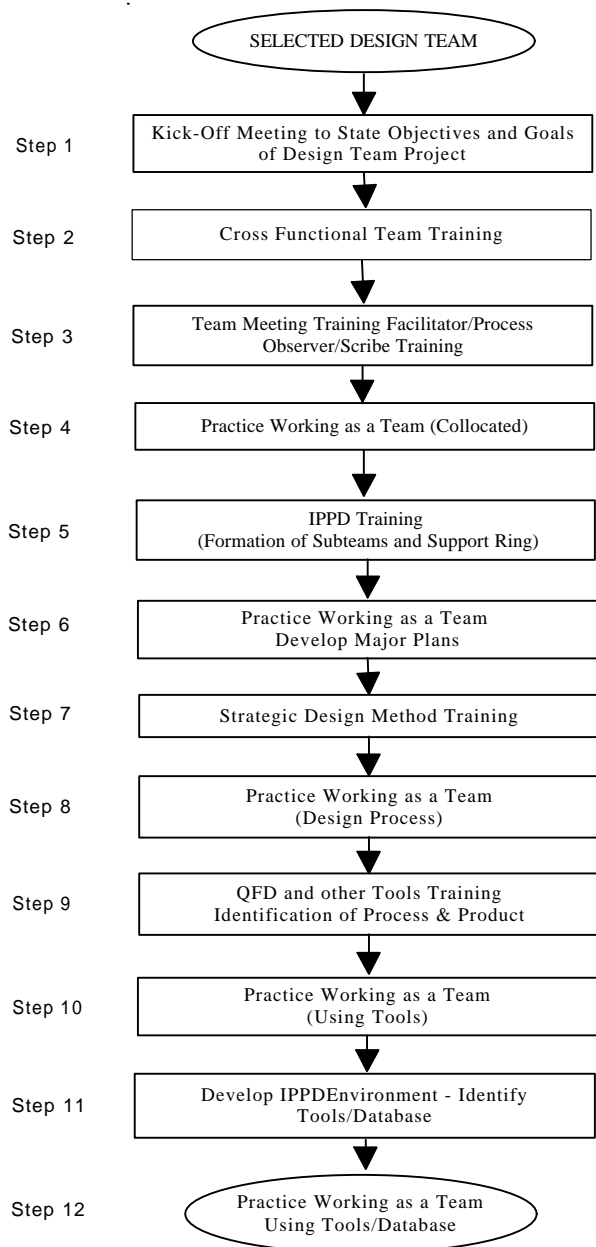 SELECTED DESIGN TEAM
Step 1
Kick-Off Meeting to State Objectives and Goals
of Design Team Project
Step 2
Cross Functional Team Training
Step 3
Team Meeting Training Facilitator/Process
Observer/Scribe Training
Step 4
Practice Working as a Team (Collocated)
Step 5
IPPD Training
(Formation of Subteams and Support Ring)
Step 6
Practice Working as a Team
Develop Major Plans
Step 7
Strategic Design Method Training
Step 8
Practice Working as a Team
(Design Process)
Step 9
QFD and other Tools Training
Identification of Process & Product
Step 10
Practice Working as a Team
(Using Tools)
Step 11
Develop IPPDEnvironment - Identify
Tools/Database
Step 12
Practice Working as a Team
Using Tools/Database